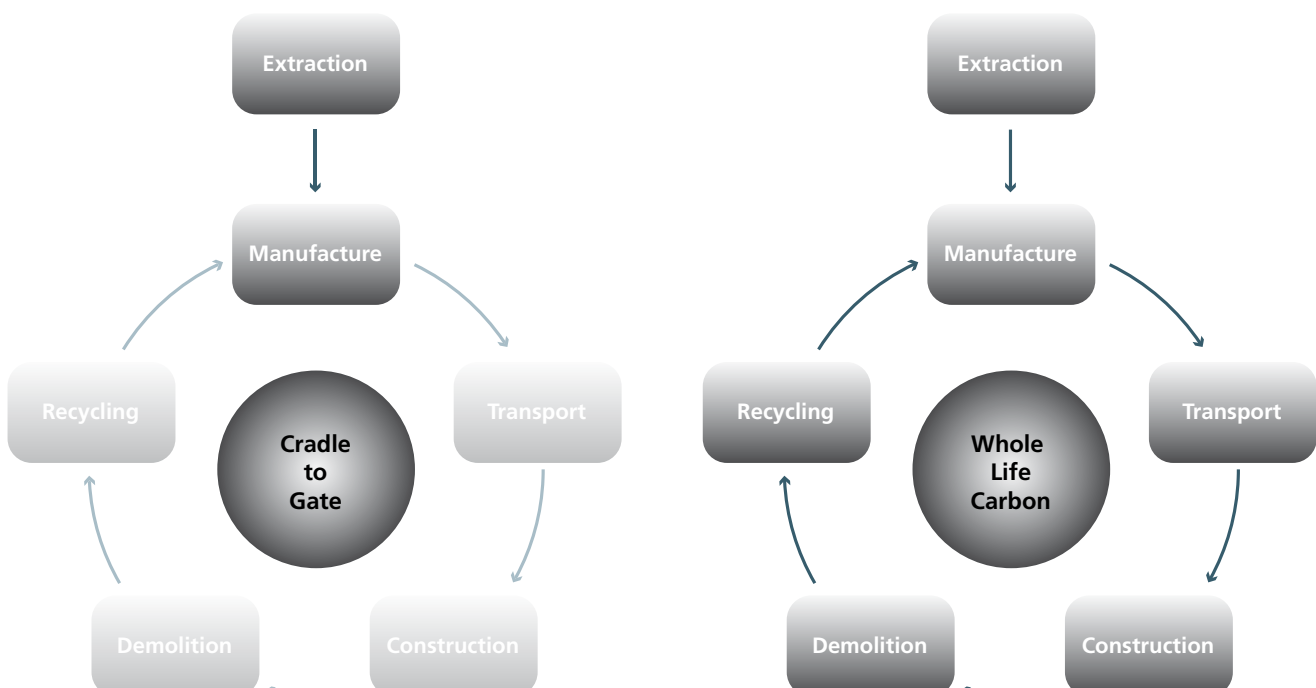 Extraction
Manufacture
Recycling
Transport
Cradle
to
Gate
Demolition
Construction
Extraction
Manufacture
Recycling
Transport
Whole
Life
Carbon
Demolition
Construction